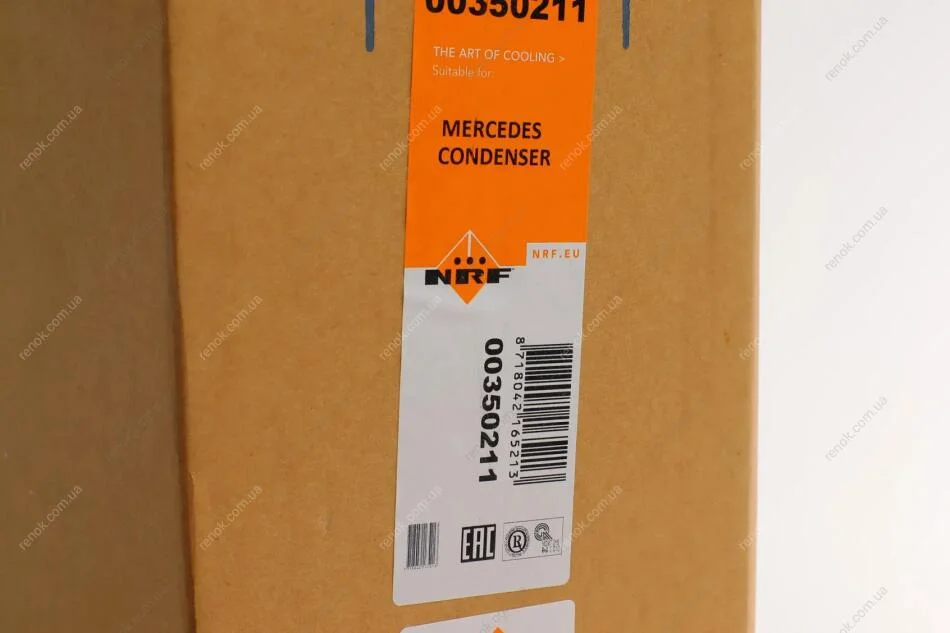 00350211
THE ART OF COOLING >
Suitable for:
MERCEDES
CONDENSER
NRF.EU
NRF
00350211
8718042165213
EAC
R
renok.com.ua